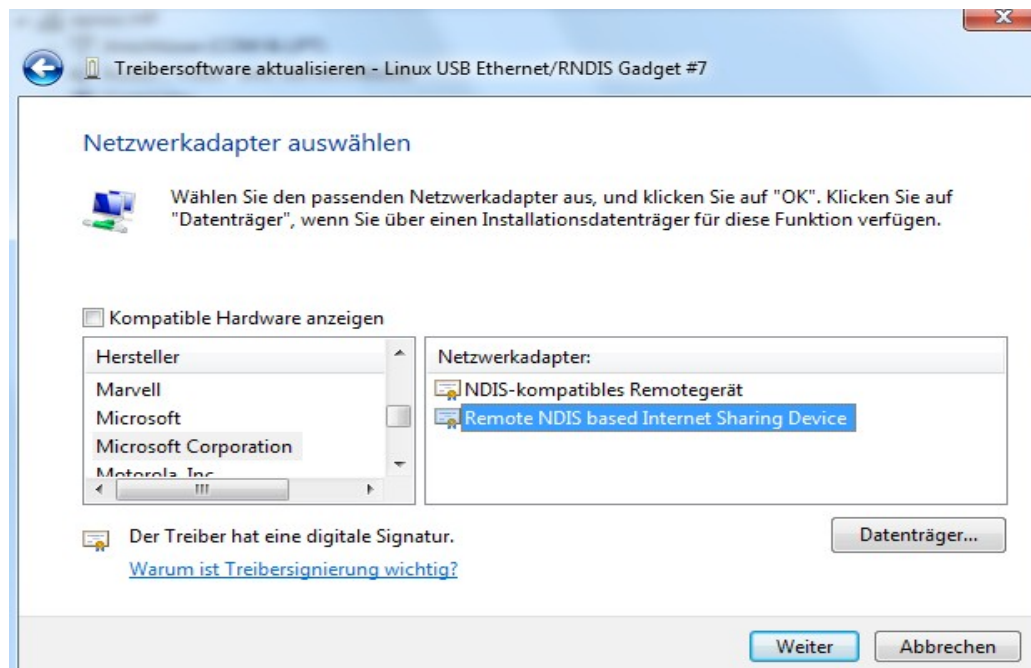 Treibersoftware aktualisieren - Linux USB Ethernet/RNDIS Gadget #7
Netzwerkadapter auswählen
Wählen Sie den passenden Netzwerkadapter aus, und klicken Sie auf "OK". Klicken Sie auf
"Datenträger", wenn Sie über einen Installationsdatenträger für diese Funktion verfügen.
Kompatible Hardware anzeigen
Hersteller
Marvell
Microsoft
Microsoft Corporation
Motorola, Inc.
Netzwerkadapter:
NDIS-kompatibles Remotegerät
Remote NDIS based Internet Sharing Device
Der Treiber hat eine digitale Signatur.
Warum ist Treibersignierung wichtig?
Datenträger...
Weiter
Abbrechen